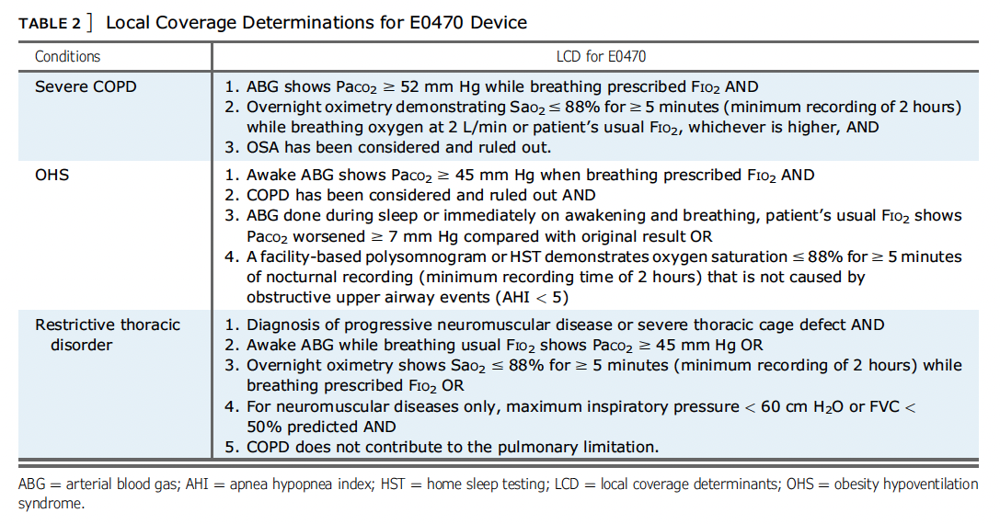 TABLE 2 ] Local Coverage Determinations for E0470 Device
Conditions LCD for E0470
Severe COPD 1. ABG shows PaCO2 ≥ 52 mm Hg while breathing prescribed FIO2 AND
2. Overnight oximetry demonstrating SaO2 ≤ 88% for ≥ 5 minutes (minimum recording of 2 hours)
while breathing oxygen at 2 L/min or patient's usual FIO2, whichever is higher, AND
3. OSA has been considered and ruled out.
OHS 1. Awake ABG shows PaCO2 ≥ 45 mm Hg when breathing prescribed FIO2 AND
2. COPD has been considered and ruled out AND
3. ABG done during sleep or immediately on awakening and breathing, patient's usual FIO2 shows
PaCO2 worsened ≥ 7 mm Hg compared with original result OR
4. A facility-based polysomnogram or HST demonstrates oxygen saturation ≤ 88% for ≥ 5 minutes
of nocturnal recording (minimum recording time of 2 hours) that is not caused by
obstructive upper airway events (AHI < 5)
Restrictive thoracic 1. Diagnosis of progressive neuromuscular disease or severe thoracic cage defect AND
disorder 2. Awake ABG while breathing usual FIO2 shows PaCO2 ≥ 45 mm Hg OR
3. Overnight oximetry shows SaO2 ≤ 88% for ≥ 5 minutes (minimum recording of 2 hours) while
breathing prescribed FIO2 OR
4. For neuromuscular diseases only, maximum inspiratory pressure < 60 cm H2O or FVC <
50% predicted AND
5. COPD does not contribute to the pulmonary limitation.
ABG = arterial blood gas; AHI = apnea hypopnea index; HST = home sleep testing; LCD = local coverage determinants; OHS = obesity hypoventilation
syndrome.